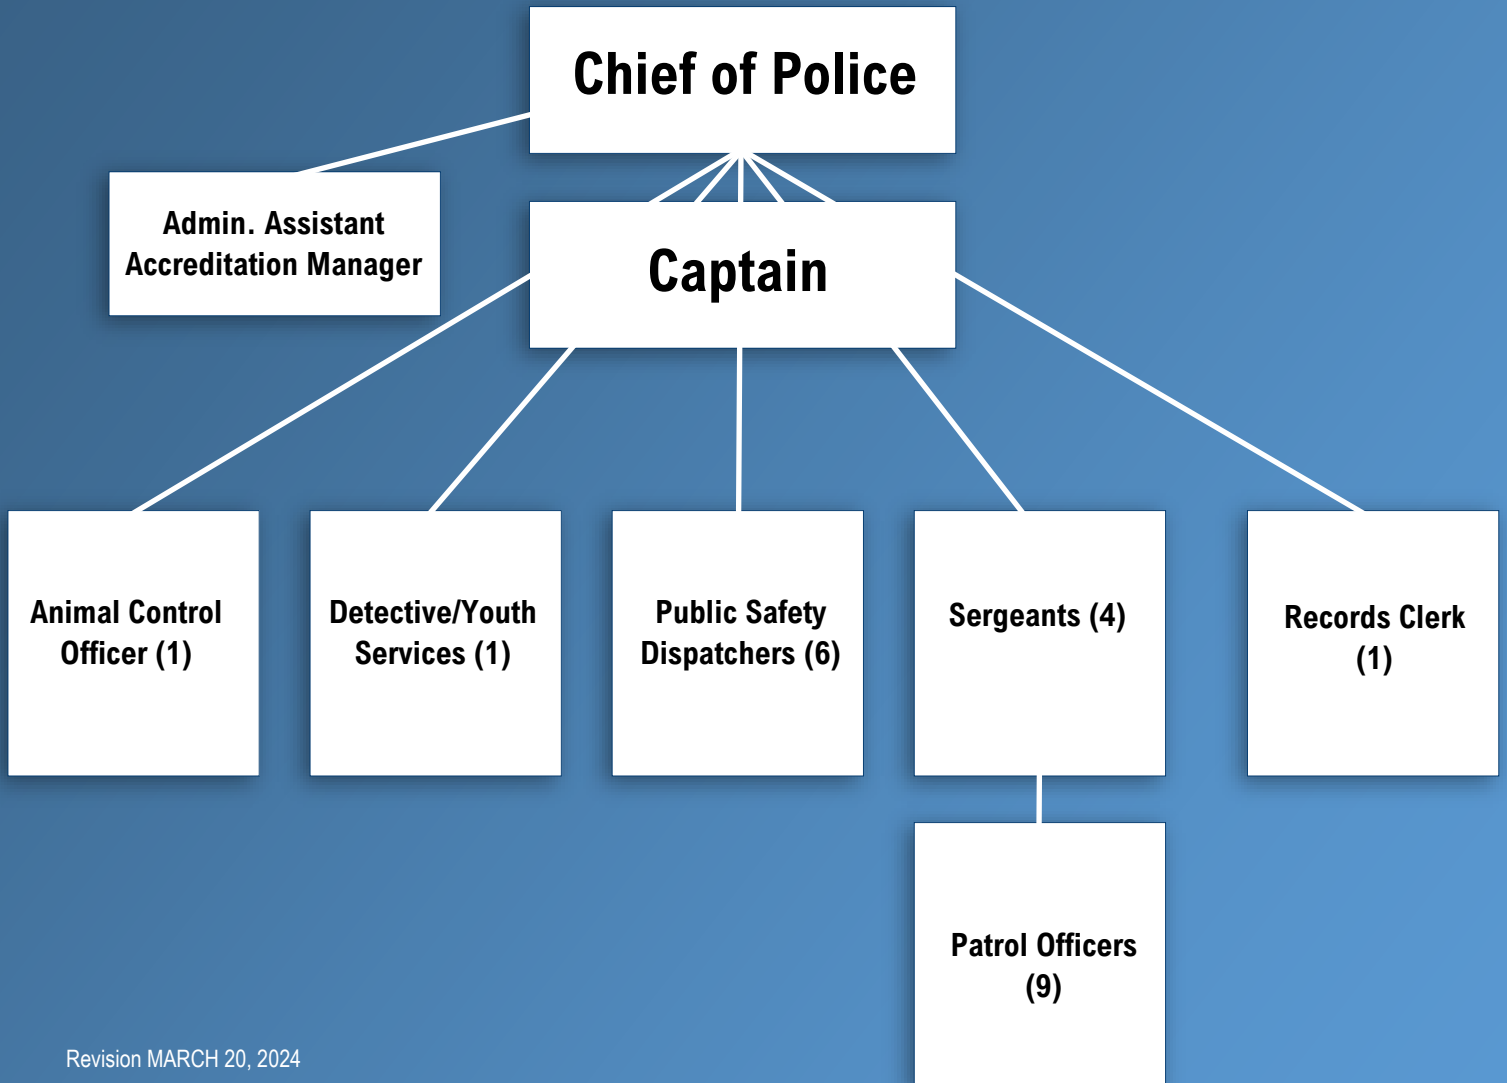 Chief of Police
Admin. Assistant
Accreditation Manager
Captain
Animal Control
Officer (1)
Detective/Youth
Services (1)
Public Safety
Dispatchers (6)
Sergeants (4)
Records Clerk
(1)
Patrol Officers
(9)
Revision MARCH 20, 2024